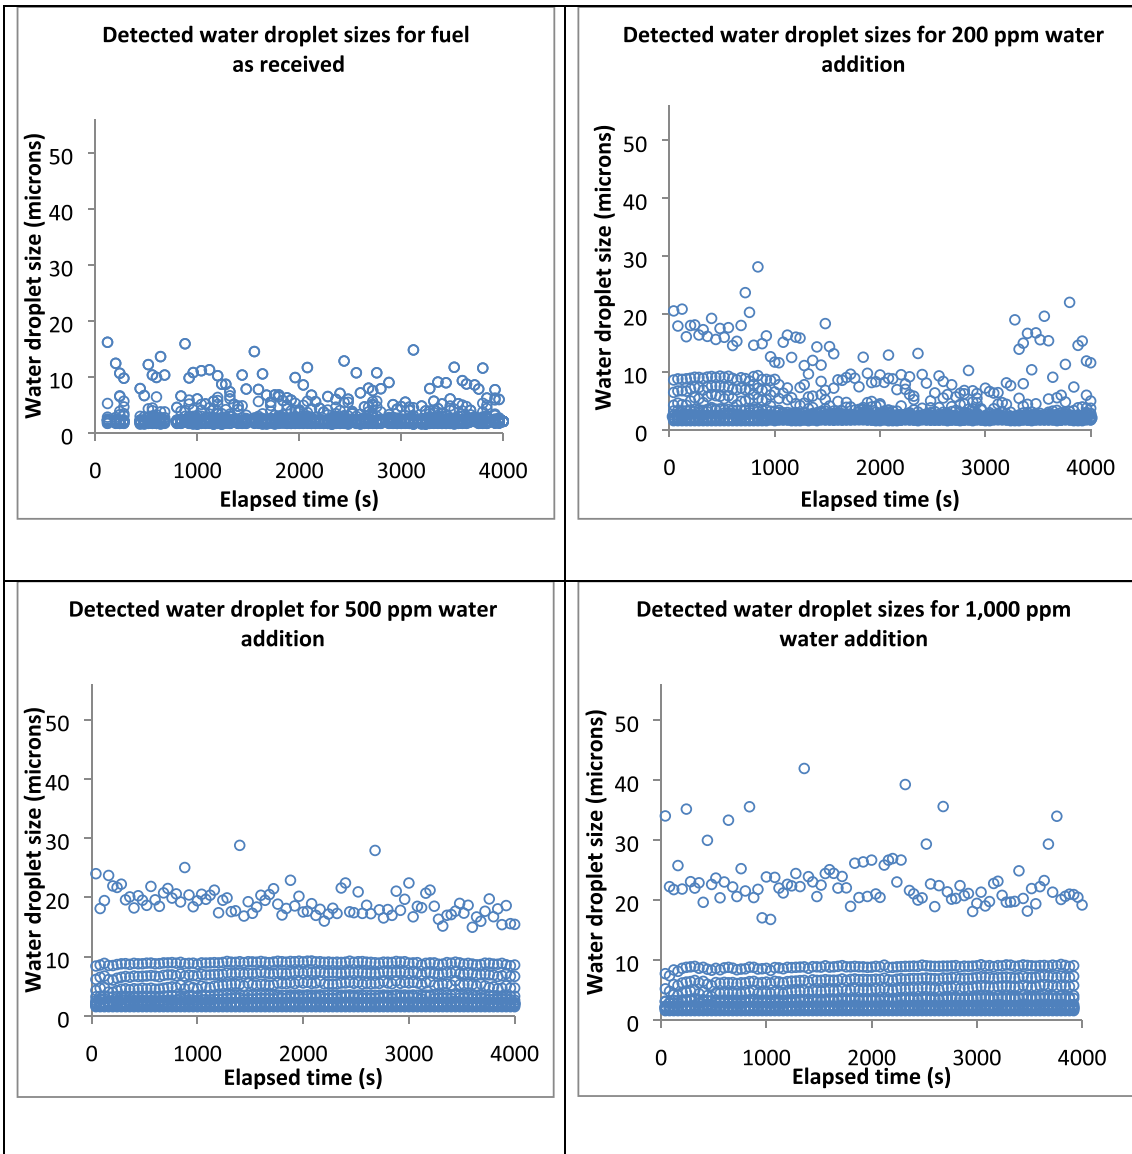 Detected water droplet sizes for fuel
as received
Water droplet size (microns)
50
40
30
20
10
0
0 1000 2000 3000 4000
Elapsed time (s)
Detected water droplet sizes for 200 ppm water
addition
Water droplet size (microns)
50
40
30
20
10
0
0 1000 2000 3000 4000
Elapsed time (s)
Detected water droplet for 500 ppm water
addition
Water droplet size (microns)
50
40
30
20
10
0
0 1000 2000 3000 4000
Elapsed time (s)
Detected water droplet sizes for 1,000 ppm
water addition
Water droplet size (microns)
50
40
30
20
10
0
0 1000 2000 3000 4000
Elapsed time (s)